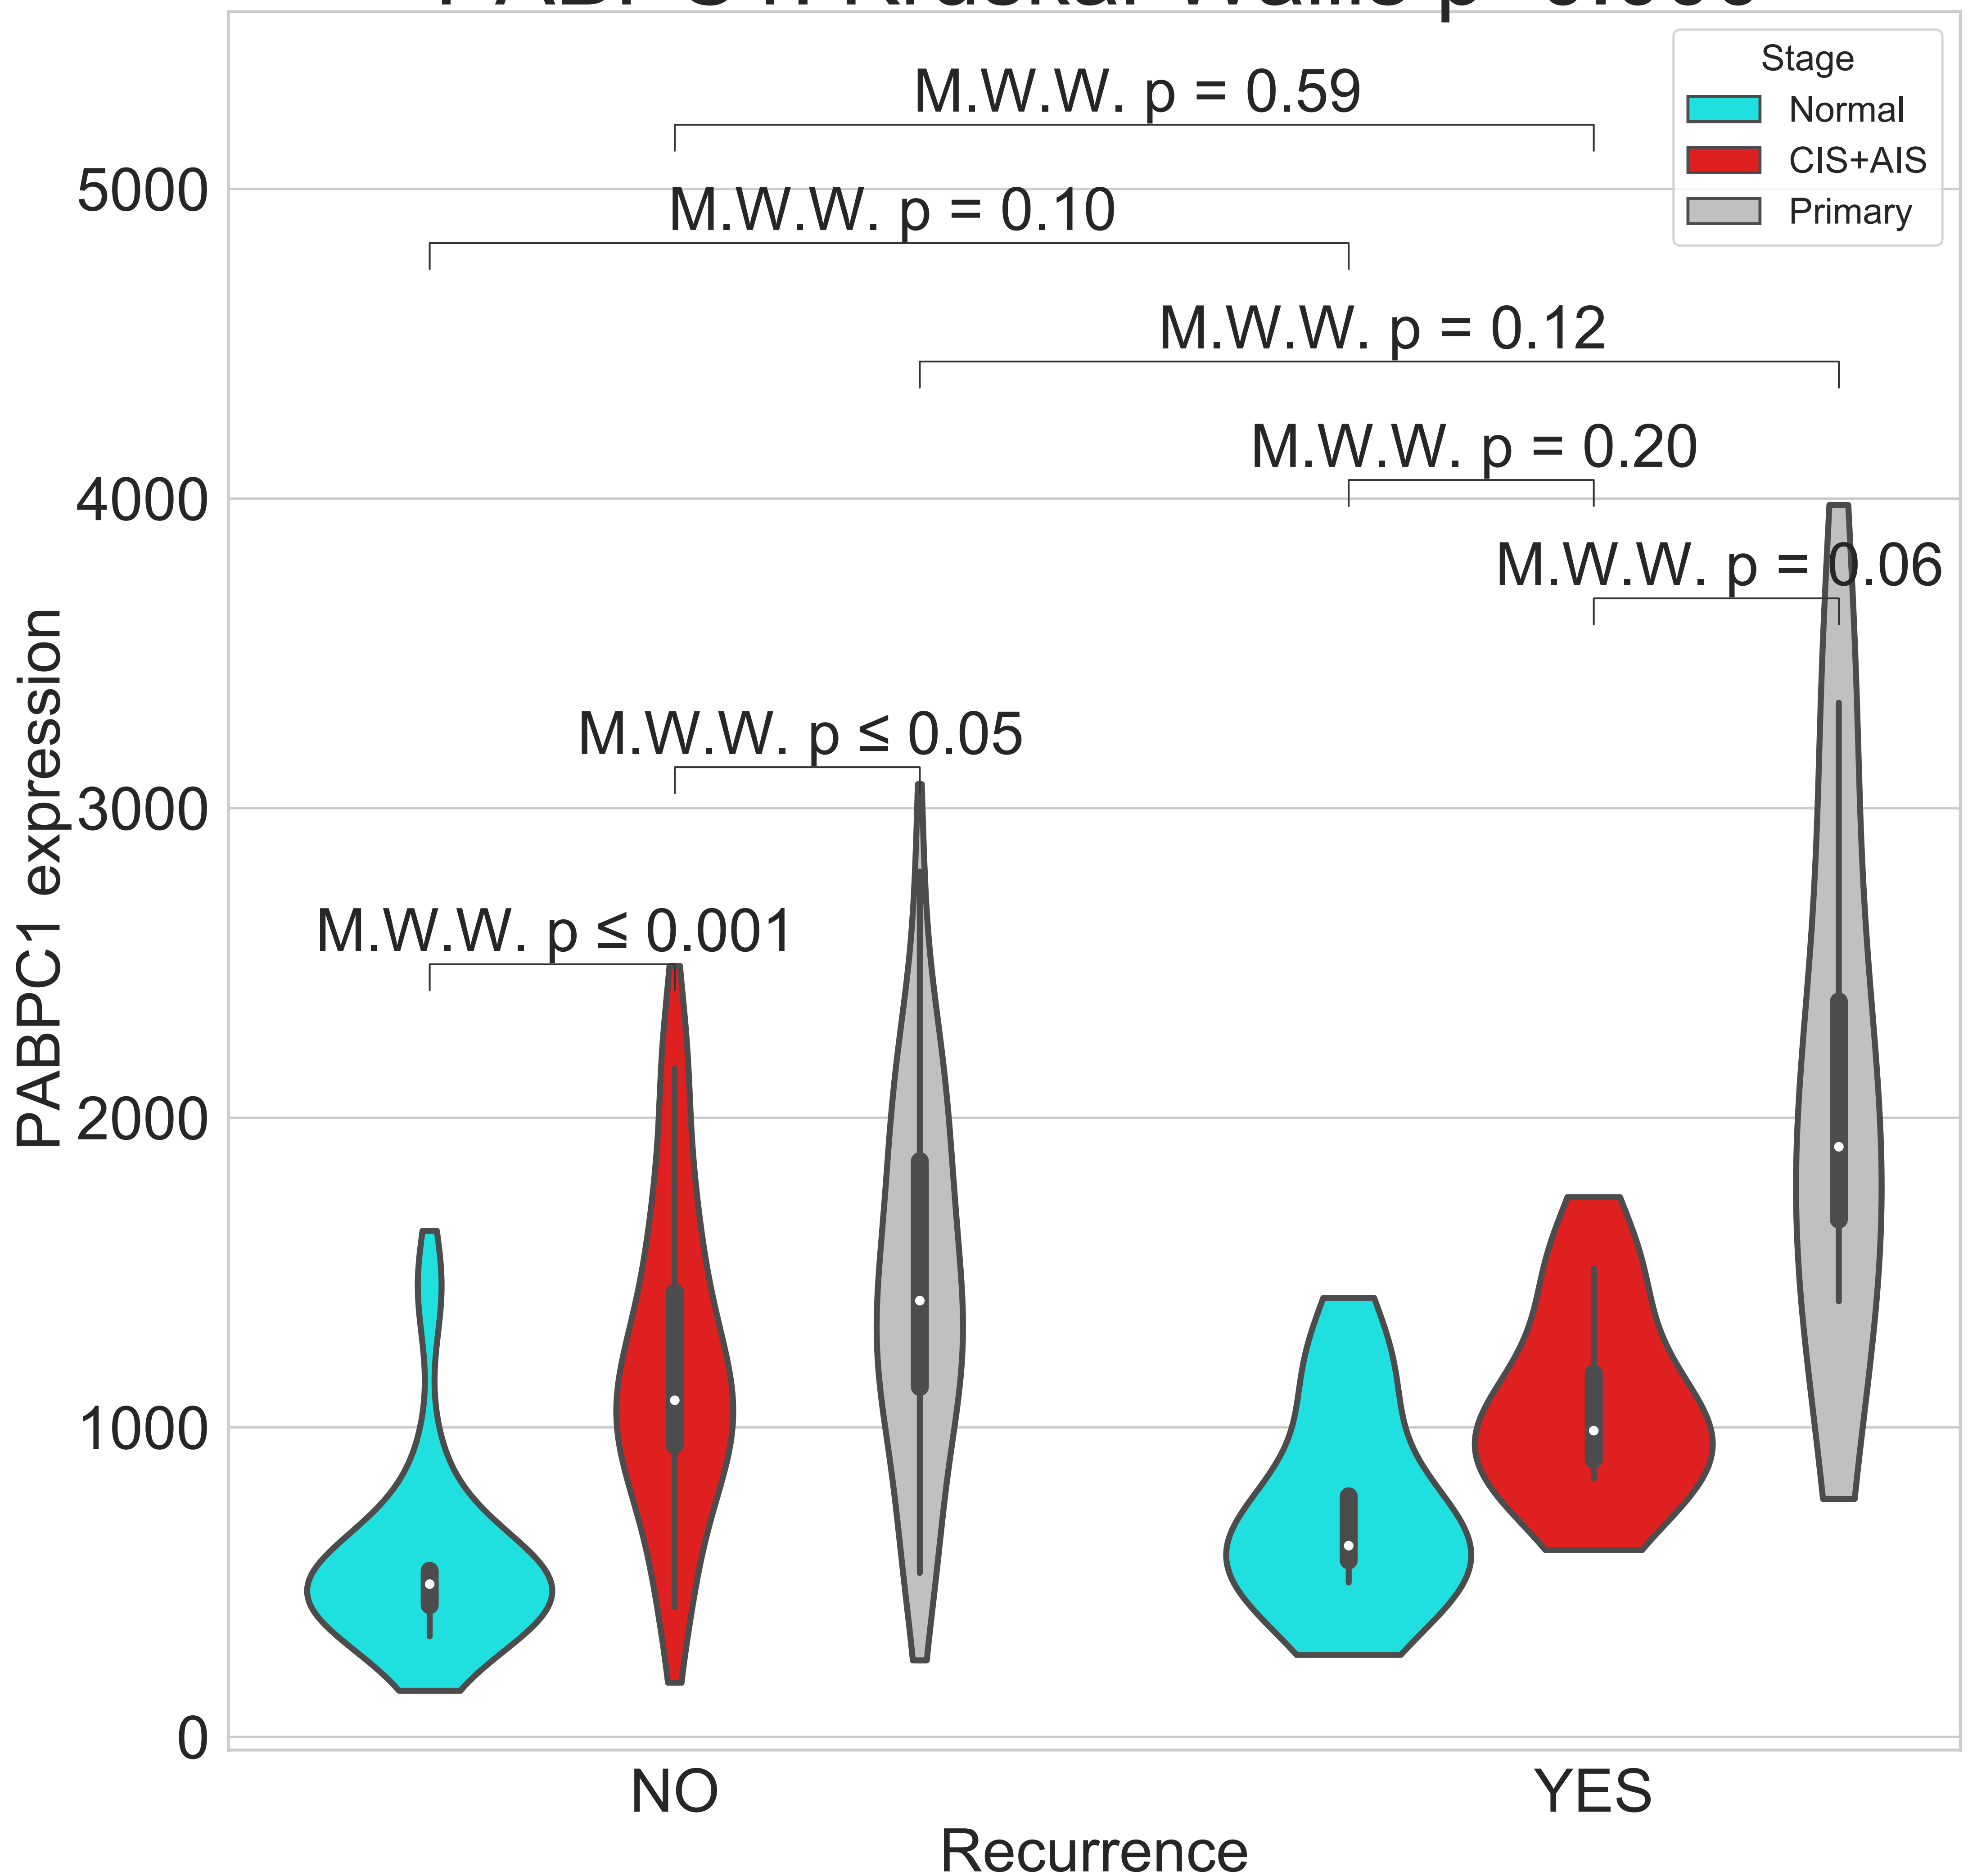 Stage
Normal
CIS+AIS
Primary
M.W.W. p = 0.59
M.W.W. p = 0.10
M.W.W. p = 0.12
M.W.W. p = 0.20
M.W.W. p = 0.06
M.W.W. p ≤ 0.05
M.W.W. p ≤ 0.001
PABPC1 expression
5000
4000
3000
2000
1000
0
NO
YES
Recurrence